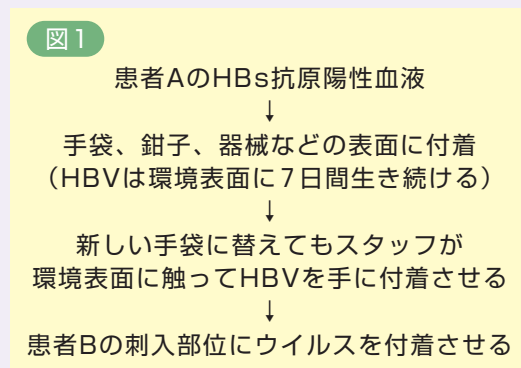 図1
患者AのHBs抗原陽性血液
↓
手袋、鉗子、器械などの表面に付着
（HBVは環境表面に7日間生き続ける）
↓
新しい手袋に替えてもスタッフが
環境表面に触ってHBVを手に付着させる
↓
患者Bの刺入部位にウイルスを付着させる